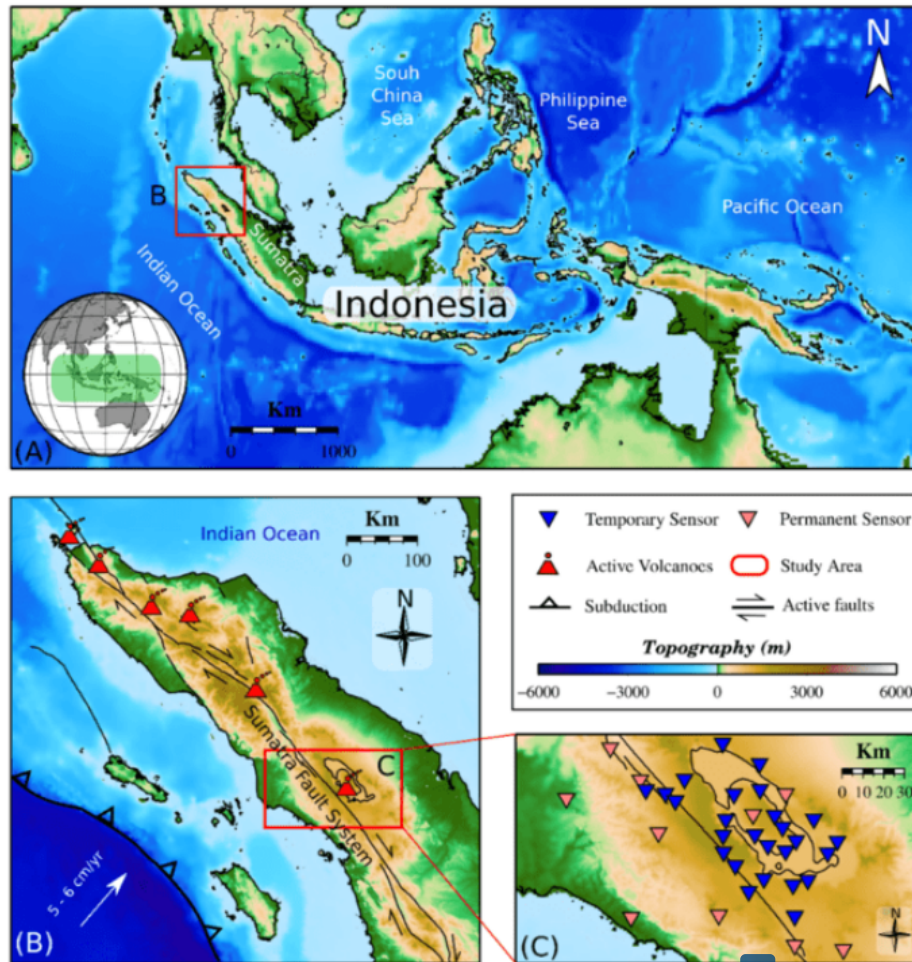 N
Souh
China
Sea
Philippine
Sea
B
Pacific Ocean
Sumatra
Indian Ocean
Indonesia
Km
0 1000
(A)
Indian Ocean
Km
0 100
N
C
Sumatra Fault System
5 - 6 cm/yr
(B)
Temporary Sensor
Permanent Sensor
Active Volcanoes
Study Area
Subduction
Active faults
Topography (m)
−6000 −3000 0 3000 6000
Km
0 10 20 30
N
(C)